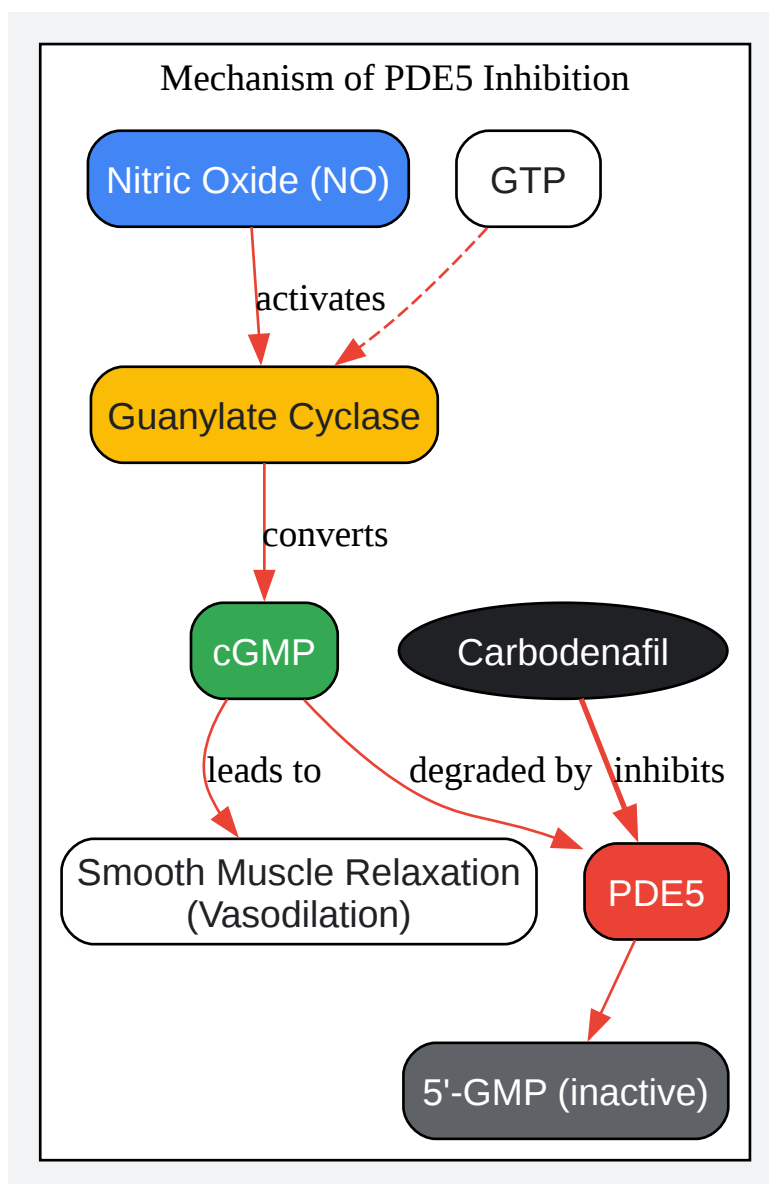 Mechanism of PDE5 Inhibition
Nitric Oxide (NO)
GTP
activates
Guanylate Cyclase
converts
cGMP
Carbodenafil
leads to
degraded by
inhibits
Smooth Muscle Relaxation
(Vasodilation)
PDE5
5'-GMP (inactive)